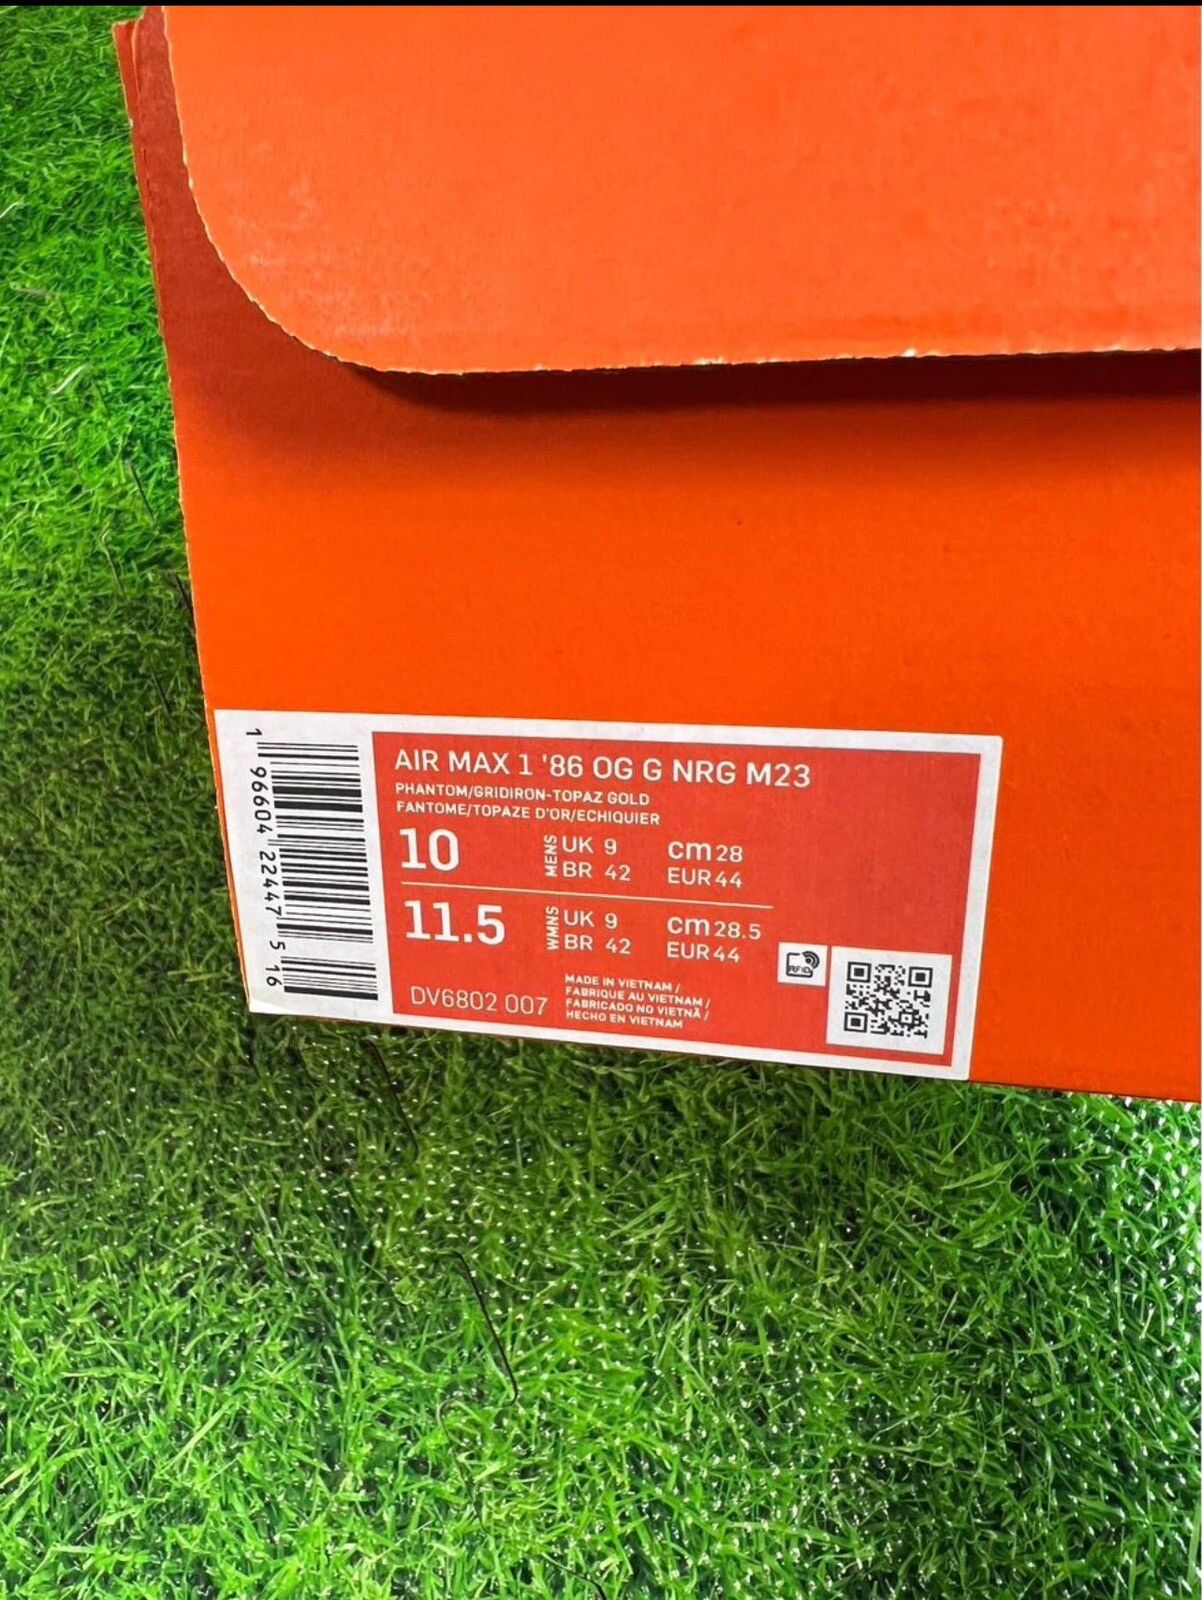 AIR MAX 1 '86 OG G NRG M23
PHANTOM/GRIDIRON-TOPAZ GOLD
FANTOME/TOPAZE D'OR/ECHIQUIER
10 MENS UK 9 cm 28
BR 42 EUR 44
11.5 WMNS UK 9 cm 28.5
BR 42 EUR 44
RFID
DV6802 007
MADE IN VIETNAM /
FABRIQUE AU VIETNAM /
FABRICADO NO VIETNÃ /
HECHO EN VIETNAM
1 96604 22447 5 16